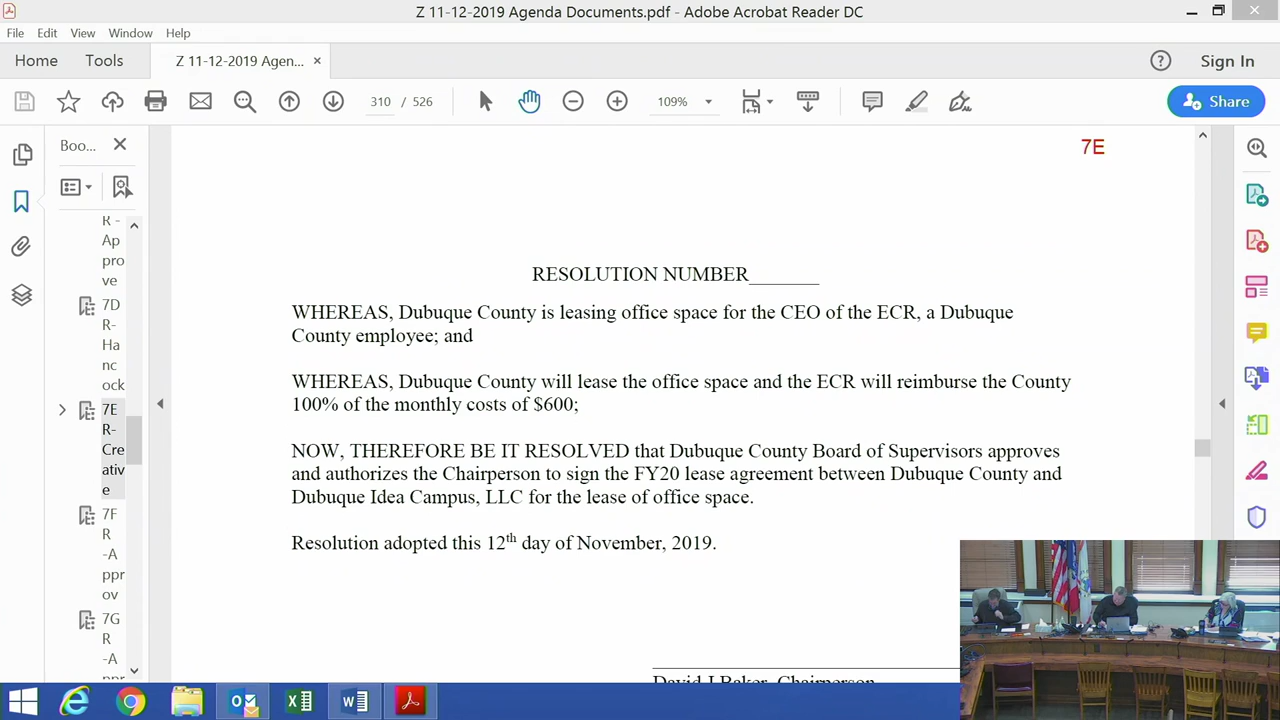 Z 11-12-2019 Agenda Documents.pdf - Adobe Acrobat Reader DC
File Edit View Window Help
Home Tools Z 11-12-2019 Agen... × Sign In
310 / 526 109% Share
Boo...
7E
R -
Ap
pro
ve
7D
R-
Ha
nc
ock
7E
R-
Cre
ativ
e
7F
R
-A
ppr
ov
7G
R
-A
RESOLUTION NUMBER_______
WHEREAS, Dubuque County is leasing office space for the CEO of the ECR, a Dubuque
County employee; and
WHEREAS, Dubuque County will lease the office space and the ECR will reimburse the County
100% of the monthly costs of $600;
NOW, THEREFORE BE IT RESOLVED that Dubuque County Board of Supervisors approves
and authorizes the Chairperson to sign the FY20 lease agreement between Dubuque County and
Dubuque Idea Campus, LLC for the lease of office space.
Resolution adopted this 12th day of November, 2019.
David J Baker, Chairperson